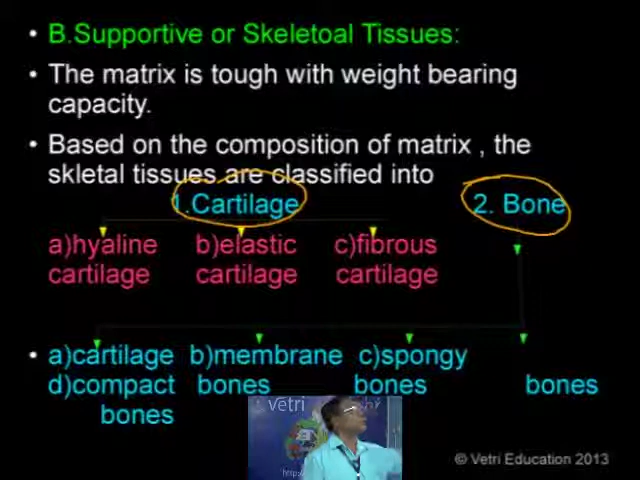 • B.Supportive or Skeletoal Tissues:
• The matrix is tough with weight bearing
capacity.
• Based on the composition of matrix , the
skletal tissues are classified into
1.Cartilage 2. Bone
a)hyaline b)elastic c)fibrous
cartilage cartilage cartilage
• a)cartilage b)membrane c)spongy
d)compact bones bones bones
bones
vetri
© Vetri Education 2013